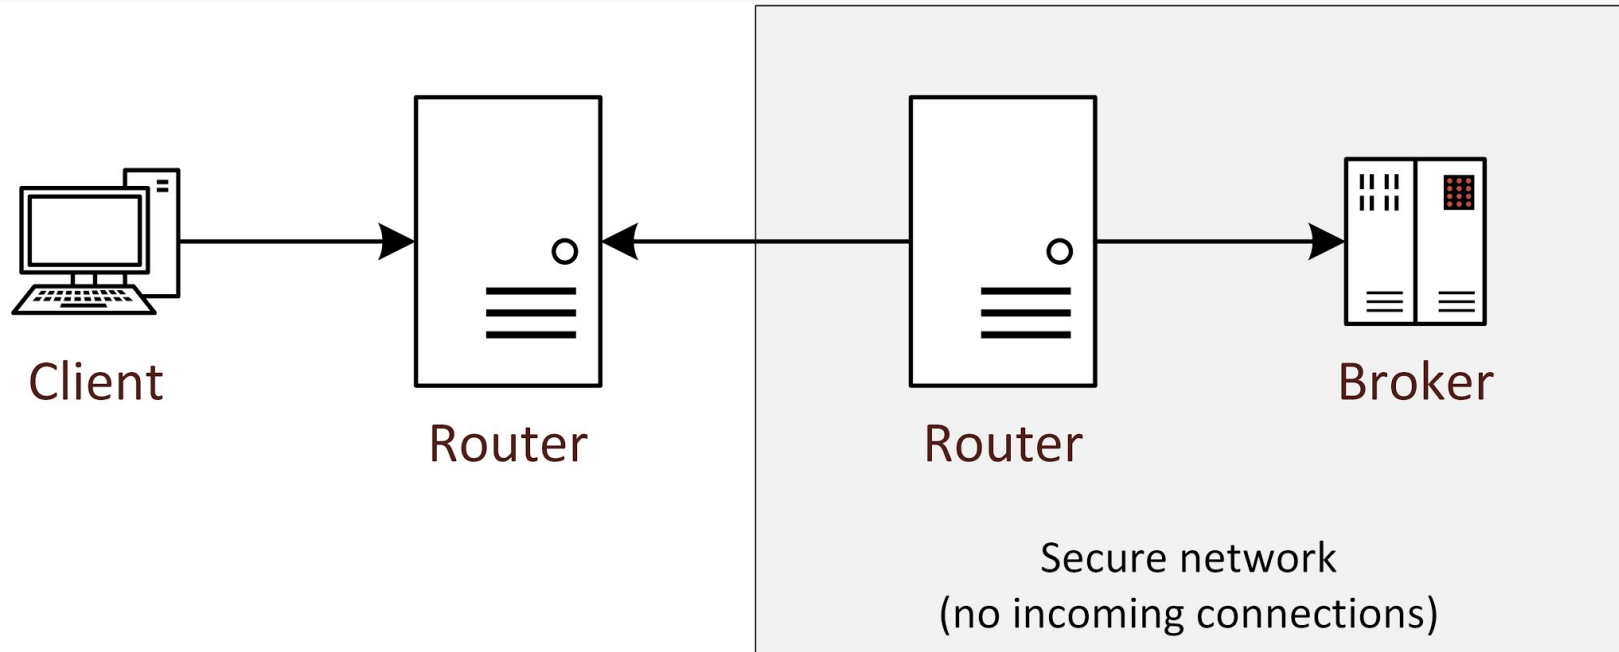 Client
Router
Router
Broker
Secure network
(no incoming connections)